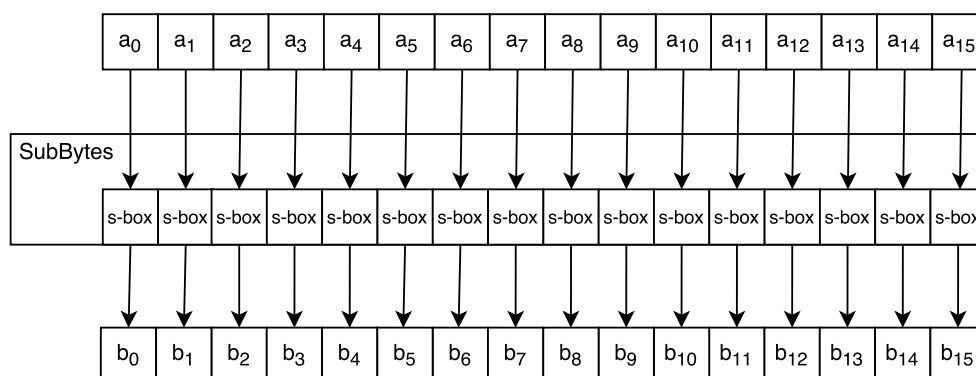 a₀ a₁ a₂ a₃ a₄ a₅ a₆ a₇ a₈ a₉ a₁₀ a₁₁ a₁₂ a₁₃ a₁₄ a₁₅
SubBytes
s-box s-box s-box s-box s-box s-box s-box s-box s-box s-box s-box s-box s-box s-box s-box s-box
b₀ b₁ b₂ b₃ b₄ b₅ b₆ b₇ b₈ b₉ b₁₀ b₁₁ b₁₂ b₁₃ b₁₄ b₁₅